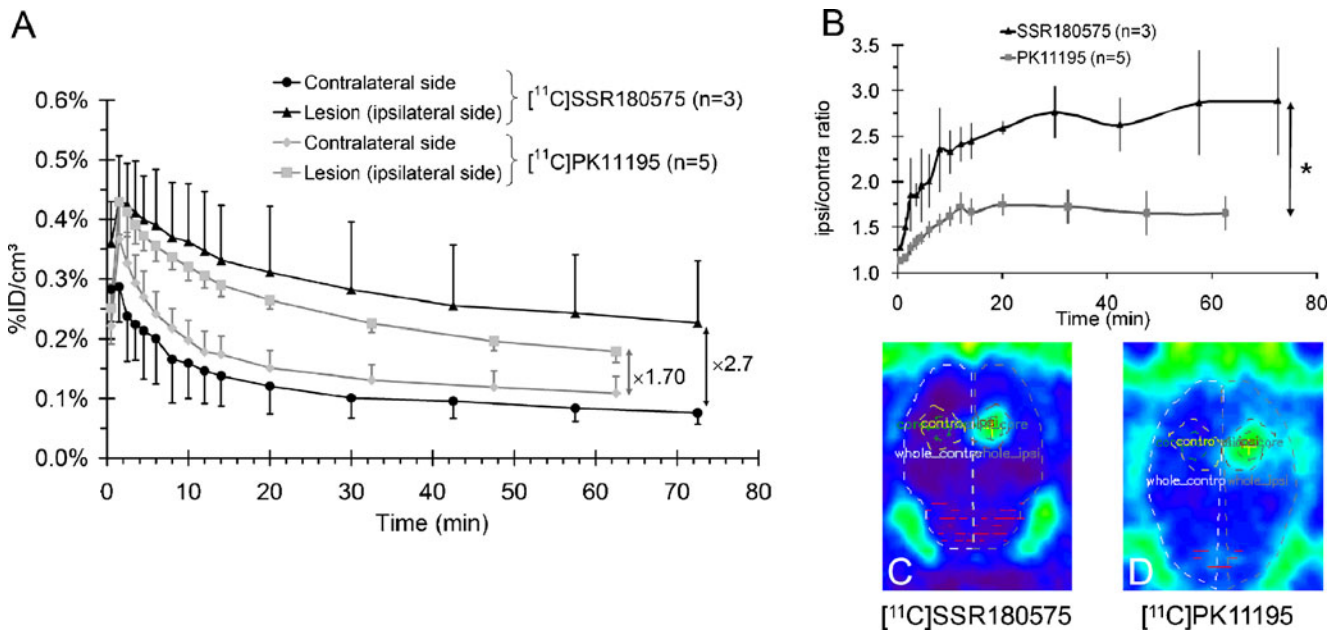 A
Contralateral side
Lesion (ipsilateral side)
[¹¹C]SSR180575 (n=3)
Contralateral side
Lesion (ipsilateral side)
[¹¹C]PK11195 (n=5)
0.6%
0.5%
0.4%
0.3%
0.2%
0.1%
0.0%
%ID/cm³
×1.70
×2.7
0 10 20 30 40 50 60 70 80
Time (min)
B
SSR180575 (n=3)
PK11195 (n=5)
3.5
3.0
2.5
2.0
1.5
1.0
ipsi/contra ratio
*
0 20 40 60 80
Time (min)
contro ipsi
whole_contro whole_ipsi
C
[¹¹C]SSR180575
contro ipsi core
whole_contro whole_ipsi
D
[¹¹C]PK11195